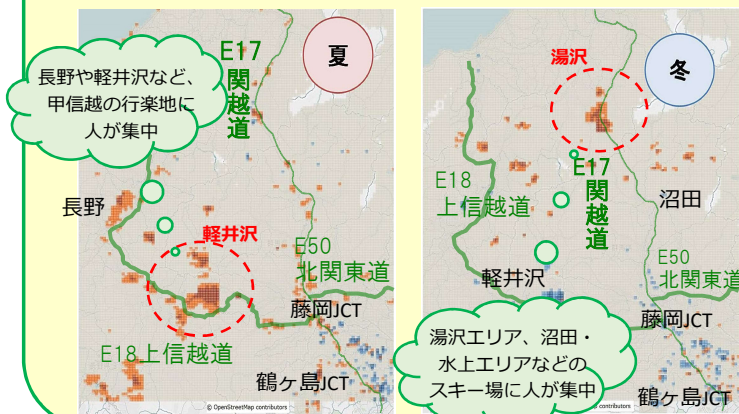 長野や軽井沢など、
甲信越の行楽地に
人が集中
E17
関越道
夏
長野
軽井沢
E50
北関東道
藤岡JCT
E18上信越道
鶴ヶ島JCT
© OpenStreetMap contributors
湯沢
冬
E17
関越道
E18
上信越道
沼田
E50
北関東道
軽井沢
藤岡JCT
湯沢エリア、沼田・
水上エリアなどの
スキー場に人が集中
鶴ヶ島JCT
contributors